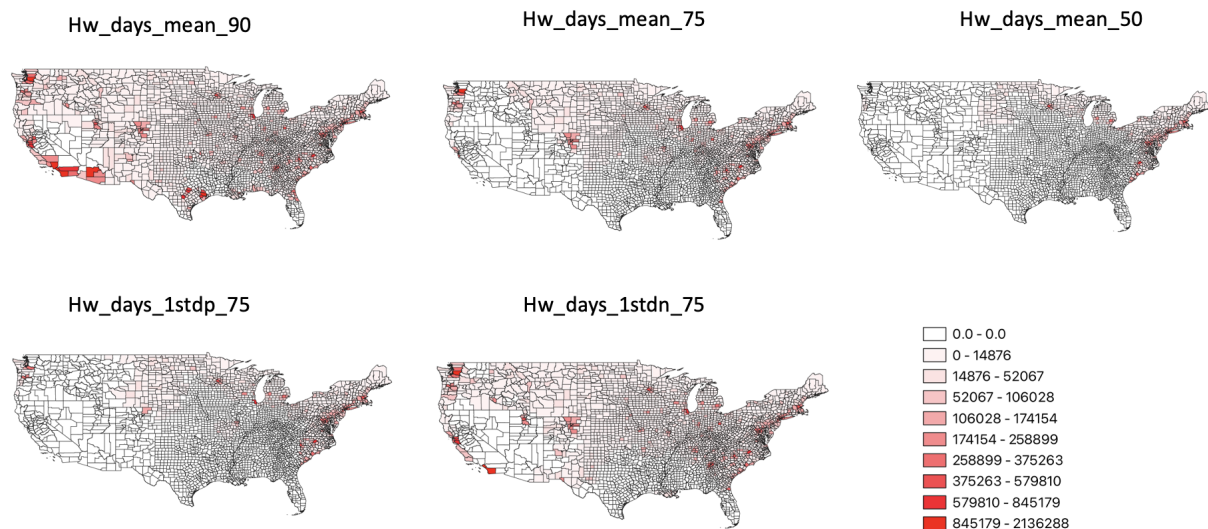 Hw_days_mean_90
Hw_days_mean_75
Hw_days_mean_50
Hw_days_1stdp_75
Hw_days_1stdn_75
0.0 - 0.0
0 - 14876
14876 - 52067
52067 - 106028
106028 - 174154
174154 - 258899
258899 - 375263
375263 - 579810
579810 - 845179
845179 - 2136288